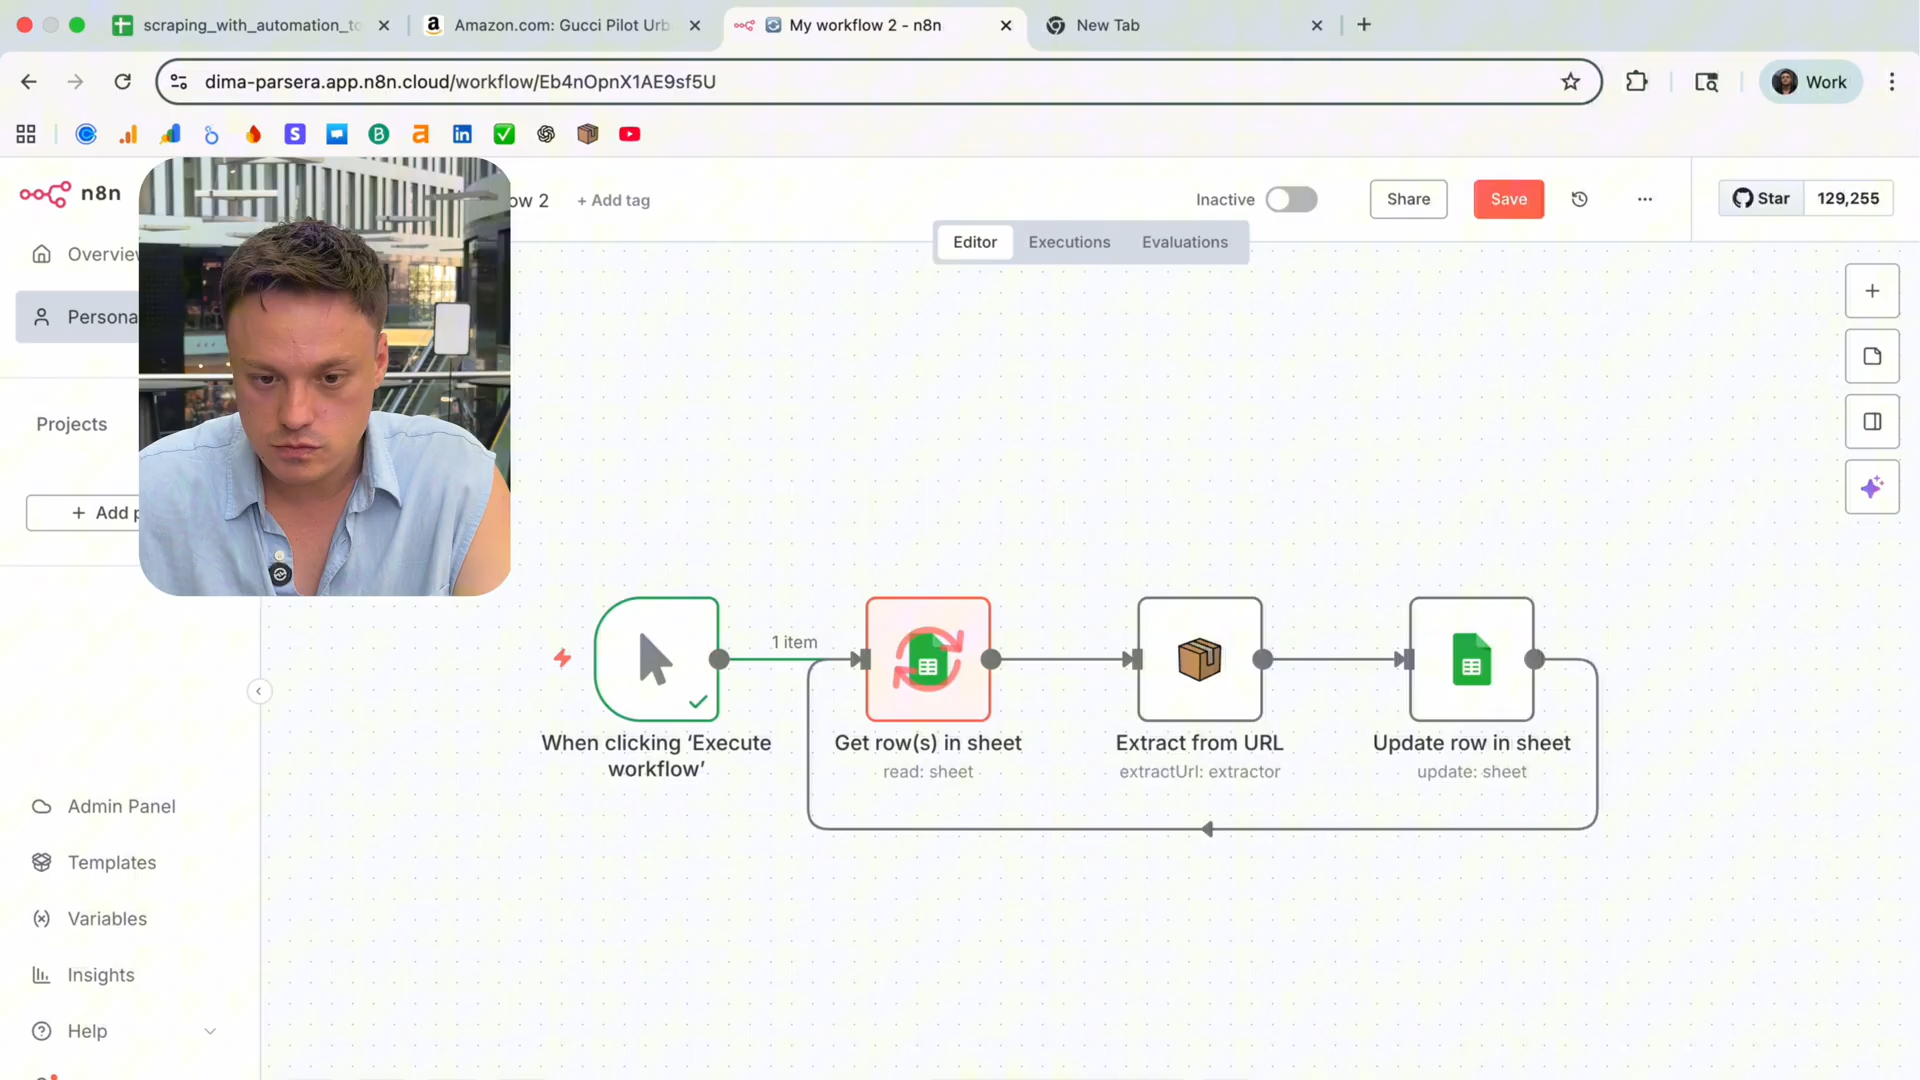 scraping_with_automation_to
Amazon.com: Gucci Pilot Urb
My workflow 2 - n8n
New Tab
dima-parsera.app.n8n.cloud/workflow/Eb4nOpnX1AE9sf5U
Work
n8n
ow 2
+ Add tag
Inactive
Share
Save
Star
129,255
Editor
Executions
Evaluations
Overview
Persona
Projects
+ Add p
1 item
When clicking ‘Execute
workflow’
Get row(s) in sheet
read: sheet
Extract from URL
extractUrl: extractor
Update row in sheet
update: sheet
Admin Panel
Templates
Variables
Insights
Help